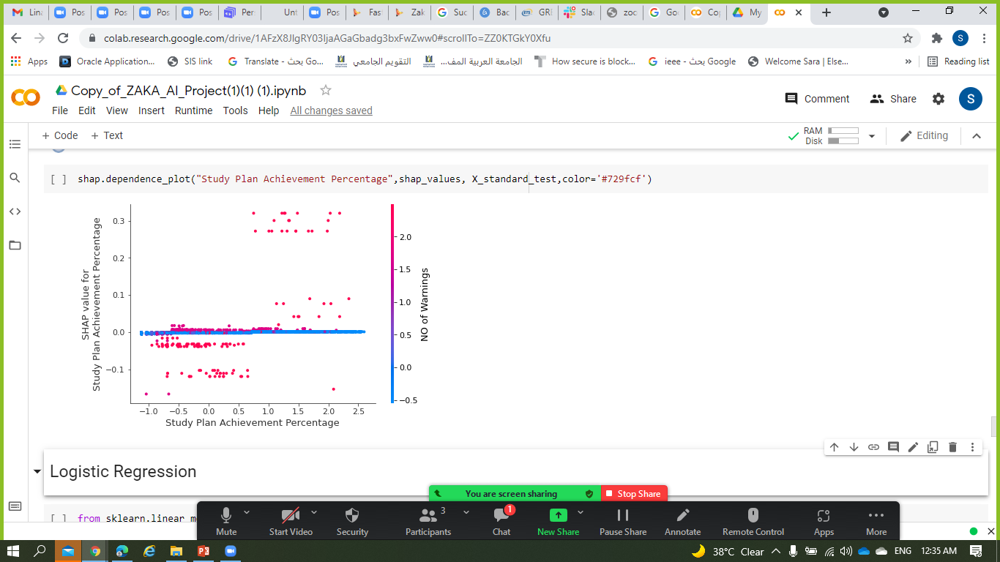 Lina Pos Pos Pos Pos Per Unt Pos Fas Zak Suc Bac GRI Sla zoo Goo Cop My
colab.research.google.com/drive/1AFzX8JlgRY03IjaAGaGbadg3bxFwZww0#scrollTo=ZZ0KTGkY0Xfu S
Apps Oracle Application... SIS link Translate - بحث Go... التقويم الجامعي الجامعة العربية المف... How secure is block... ieee - بحث Google Welcome Sara | Else... » Reading list
Copy_of_ZAKA_AI_Project(1)(1) (1).ipynb
Comment Share S
File Edit View Insert Runtime Tools Help All changes saved
+ Code + Text RAM Disk Editing
[ ] shap.dependence_plot("Study Plan Achievement Percentage",shap_values, X_standard_test,color='#729fcf')
SHAP value for
Study Plan Achievement Percentage
0.3
0.2
0.1
0.0
−0.1
−1.0 −0.5 0.0 0.5 1.0 1.5 2.0 2.5
Study Plan Achievement Percentage
2.0
1.5
1.0
0.5
0.0
−0.5
NO of Warnings
Logistic Regression
You are screen sharing Stop Share
[ ] from sklearn.linear
3 1
Mute Start Video Security Participants Chat New Share Pause Share Annotate Remote Control Apps More
38°C Clear ENG 12:35 AM